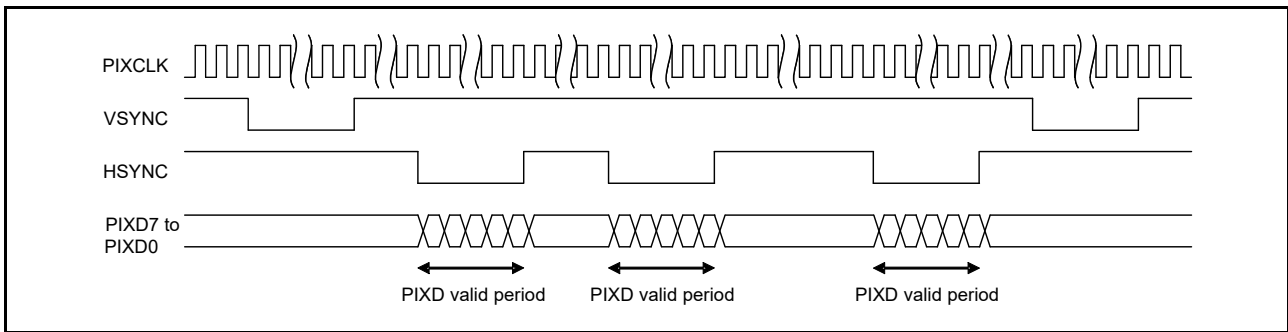 PIXCLK
VSYNC
HSYNC
PIXD7 to
PIXD0
PIXD valid period PIXD valid period PIXD valid period